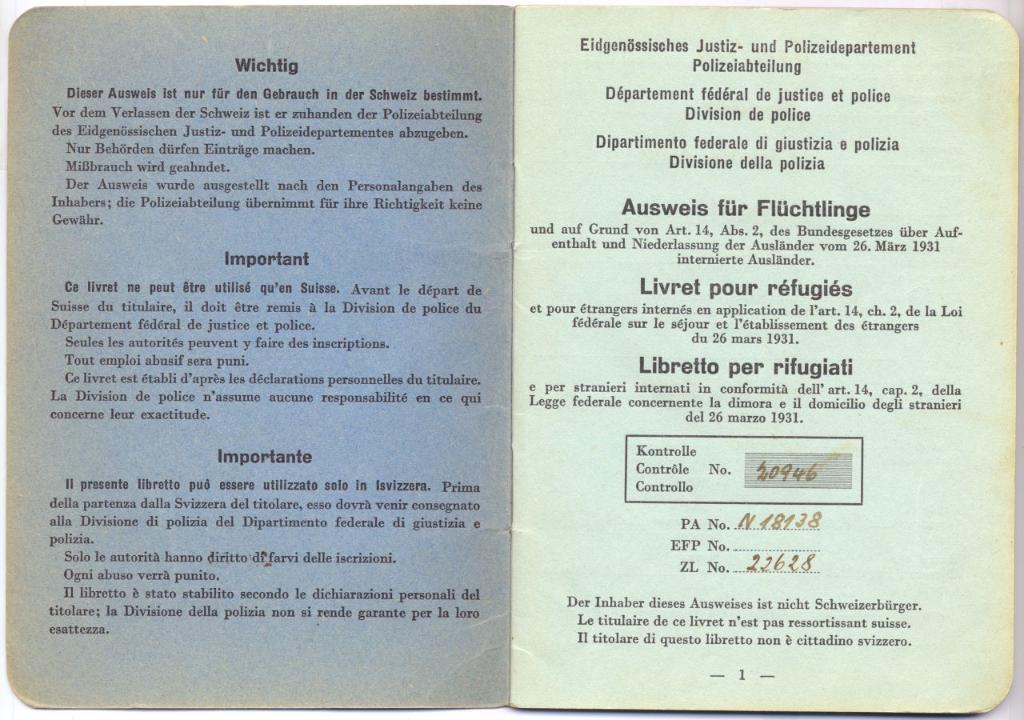 Wichtig
Dieser Ausweis ist nur für den Gebrauch in der Schweiz bestimmt.
Vor dem Verlassen der Schweiz ist er zuhanden der Polizeiabteilung
des Eidgenössischen Justiz- und Polizeidepartementes abzugeben.
Nur Behörden dürfen Einträge machen.
Mißbrauch wird geahndet.
Der Ausweis wurde ausgestellt nach den Personalangaben des
Inhabers; die Polizeiabteilung übernimmt für ihre Richtigkeit keine
Gewähr.
Important
Ce livret ne peut être utilisé qu'en Suisse. Avant le départ de
Suisse du titulaire, il doit être remis à la Division de police du
Département fédéral de justice et police.
Seules les autorités peuvent y faire des inscriptions.
Tout emploi abusif sera puni.
Ce livret est établi d'après les déclarations personnelles du titulaire.
La Division de police n'assume aucune responsabilité en ce qui
concerne leur exactitude.
Importante
Il presente libretto può essere utilizzato solo in Isvizzera. Prima
della partenza dalla Svizzera del titolare, esso dovrà venir consegnato
alla Divisione di polizia del Dipartimento federale di giustizia e
polizia.
Solo le autorità hanno diritto di farvi delle iscrizioni.
Ogni abuso verrà punito.
Il libretto è stato stabilito secondo le dichiarazioni personali del
titolare; la Divisione della polizia non si rende garante per la loro
esattezza.
Eidgenössisches Justiz- und Polizeidepartement
Polizeiabteilung
Département fédéral de justice et police
Division de police
Dipartimento federale di giustizia e polizia
Divisione della polizia
Ausweis für Flüchtlinge
und auf Grund von Art. 14, Abs. 2, des Bundesgesetzes über Auf-
enthalt und Niederlassung der Ausländer vom 26. März 1931
internierte Ausländer.
Livret pour réfugiés
et pour étrangers internés en application de l'art. 14, ch. 2, de la Loi
fédérale sur le séjour et l'établissement des étrangers
du 26 mars 1931.
Libretto per rifugiati
e per stranieri internati in conformità dell' art. 14, cap. 2, della
Legge federale concernente la dimora e il domicilio degli stranieri
del 26 marzo 1931.
Kontrolle
Contrôle No. 20946
Controllo
PA No. N 18138
EFP No.
ZL No. 23628
Der Inhaber dieses Ausweises ist nicht Schweizerbürger.
Le titulaire de ce livret n'est pas ressortissant suisse.
Il titolare di questo libretto non è cittadino svizzero.
— 1 —